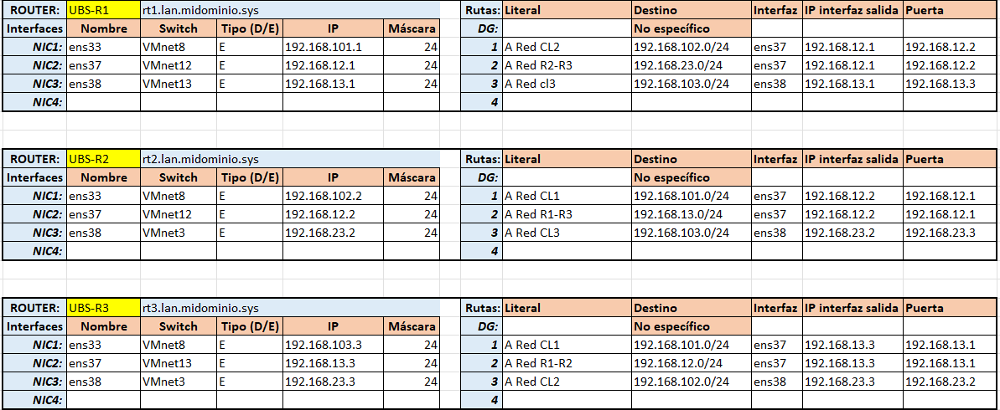 ROUTER: UBS-R1 rt1.lan.midominio.sys Rutas: Literal Destino Interfaz IP interfaz salida Puerta
Interfaces Nombre Switch Tipo (D/E) IP Máscara DG: No específico
NIC1: ens33 VMnet8 E 192.168.101.1 24 1 A Red CL2 192.168.102.0/24 ens37 192.168.12.1 192.168.12.2
NIC2: ens37 VMnet12 E 192.168.12.1 24 2 A Red R2-R3 192.168.23.0/24 ens37 192.168.12.1 192.168.12.2
NIC3: ens38 VMnet13 E 192.168.13.1 24 3 A Red cl3 192.168.103.0/24 ens38 192.168.13.1 192.168.13.3
NIC4: 4
ROUTER: UBS-R2 rt2.lan.midominio.sys Rutas: Literal Destino Interfaz IP interfaz salida Puerta
Interfaces Nombre Switch Tipo (D/E) IP Máscara DG: No específico
NIC1: ens33 VMnet8 E 192.168.102.2 24 1 A Red CL1 192.168.101.0/24 ens37 192.168.12.2 192.168.12.1
NIC2: ens37 VMnet12 E 192.168.12.2 24 2 A Red R1-R3 192.168.13.0/24 ens37 192.168.12.2 192.168.12.1
NIC3: ens38 VMnet3 E 192.168.23.2 24 3 A Red CL3 192.168.103.0/24 ens38 192.168.23.2 192.168.23.3
NIC4: 4
ROUTER: UBS-R3 rt3.lan.midominio.sys Rutas: Literal Destino Interfaz IP interfaz salida Puerta
Interfaces Nombre Switch Tipo (D/E) IP Máscara DG: No específico
NIC1: ens33 VMnet8 E 192.168.103.3 24 1 A Red CL1 192.168.101.0/24 ens37 192.168.13.3 192.168.13.1
NIC2: ens37 VMnet13 E 192.168.13.3 24 2 A Red R1-R2 192.168.12.0/24 ens37 192.168.13.3 192.168.13.1
NIC3: ens38 VMnet3 E 192.168.23.3 24 3 A Red CL2 192.168.102.0/24 ens38 192.168.23.3 192.168.23.2
NIC4: 4